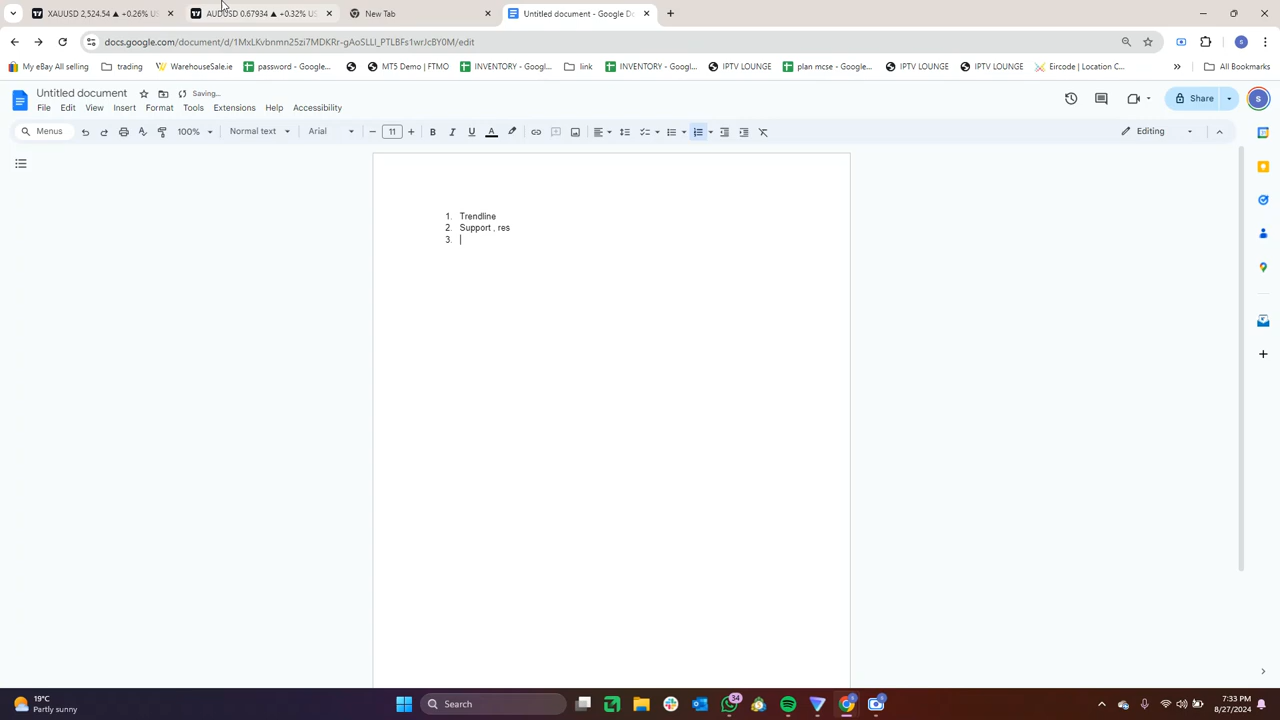 XAUUSD 2,524.54 ▲ +0.26% U
AUDUSD 0.67934 ▲ +0.32% US
New Tab
Untitled document - Google Do
docs.google.com/document/d/1MxLKvbnmn25zi7MDKRr-gAoSLLl_PTLBFs1wrJcBY0M/edit
My eBay All selling
trading
WarehouseSale.ie
password - Google...
MT5 Demo | FTMO
INVENTORY - Googl...
link
INVENTORY - Googl...
IPTV LOUNGE
plan mcse - Google...
IPTV LOUNGE
IPTV LOUNGE
Eircode | Location C...
All Bookmarks
Untitled document
Saving...
File Edit View Insert Format Tools Extensions Help Accessibility
Share
S
Menus
100%
Normal text
Arial
11
Editing
1. Trendline
2. Support , res
3.
19°C
Partly sunny
Search
34
7:33 PM
8/27/2024